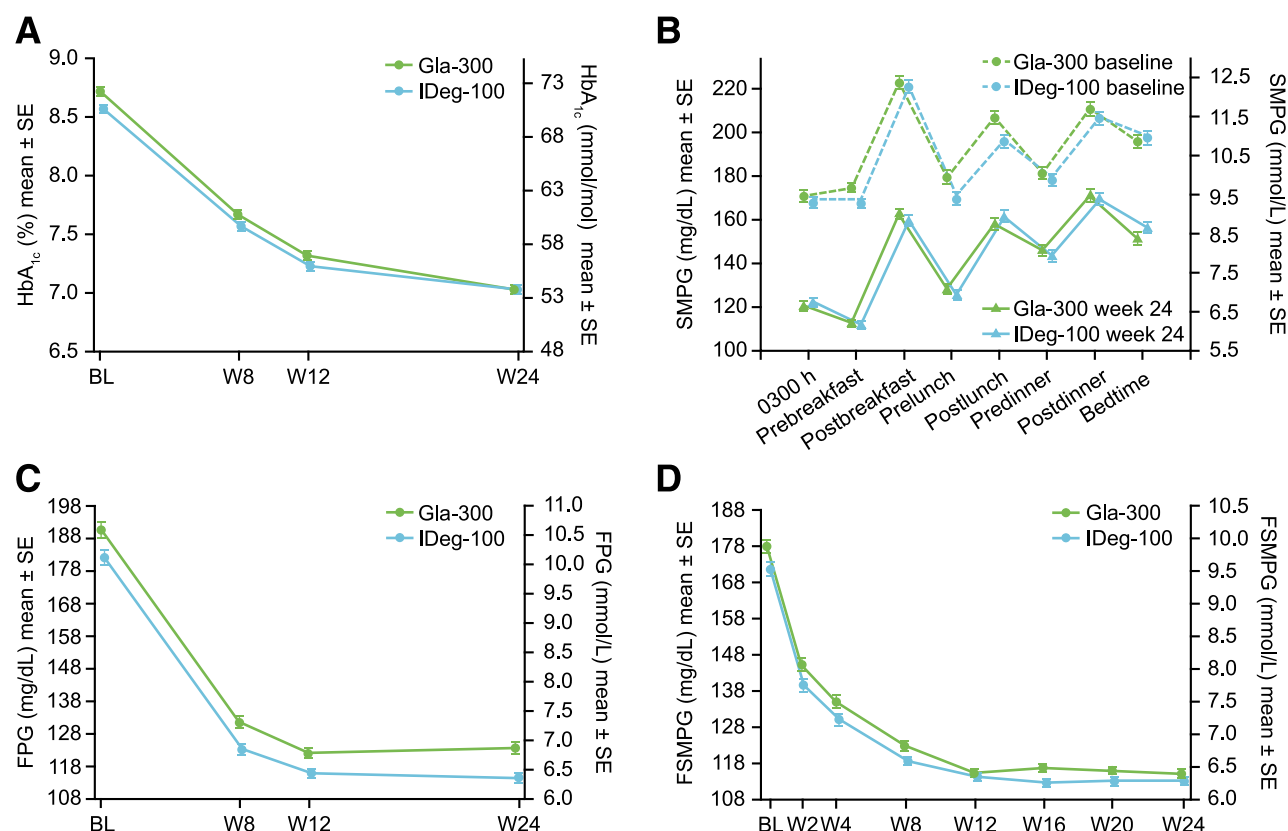 A
HbA1c (%) mean ± SE
9.0
8.5
8.0
7.5
7.0
6.5
BL
W8
W12
W24
Gla-300
IDeg-100
73
68
63
58
53
48
HbA1c (mmol/mol) mean ± SE
B
SMPG (mg/dL) mean ± SE
220
200
180
160
140
120
100
Gla-300 baseline
IDeg-100 baseline
Gla-300 week 24
IDeg-100 week 24
12.5
11.5
10.5
9.5
8.5
7.5
6.5
5.5
SMPG (mmol/L) mean ± SE
0300 h
Prebreakfast
Postbreakfast
Prelunch
Postlunch
Predinner
Postdinner
Bedtime
C
FPG (mg/dL) mean ± SE
198
188
178
168
158
148
138
128
118
108
BL
W8
W12
W24
Gla-300
IDeg-100
11.0
10.5
10.0
9.5
9.0
8.5
8.0
7.5
7.0
6.5
6.0
FPG (mmol/L) mean ± SE
D
FSMPG (mg/dL) mean ± SE
188
178
168
158
148
138
128
118
108
BL
W2
W4
W8
W12
W16
W20
W24
Gla-300
IDeg-100
10.5
10.0
9.5
9.0
8.5
8.0
7.5
7.0
6.5
6.0
FSMPG (mmol/L) mean ± SE